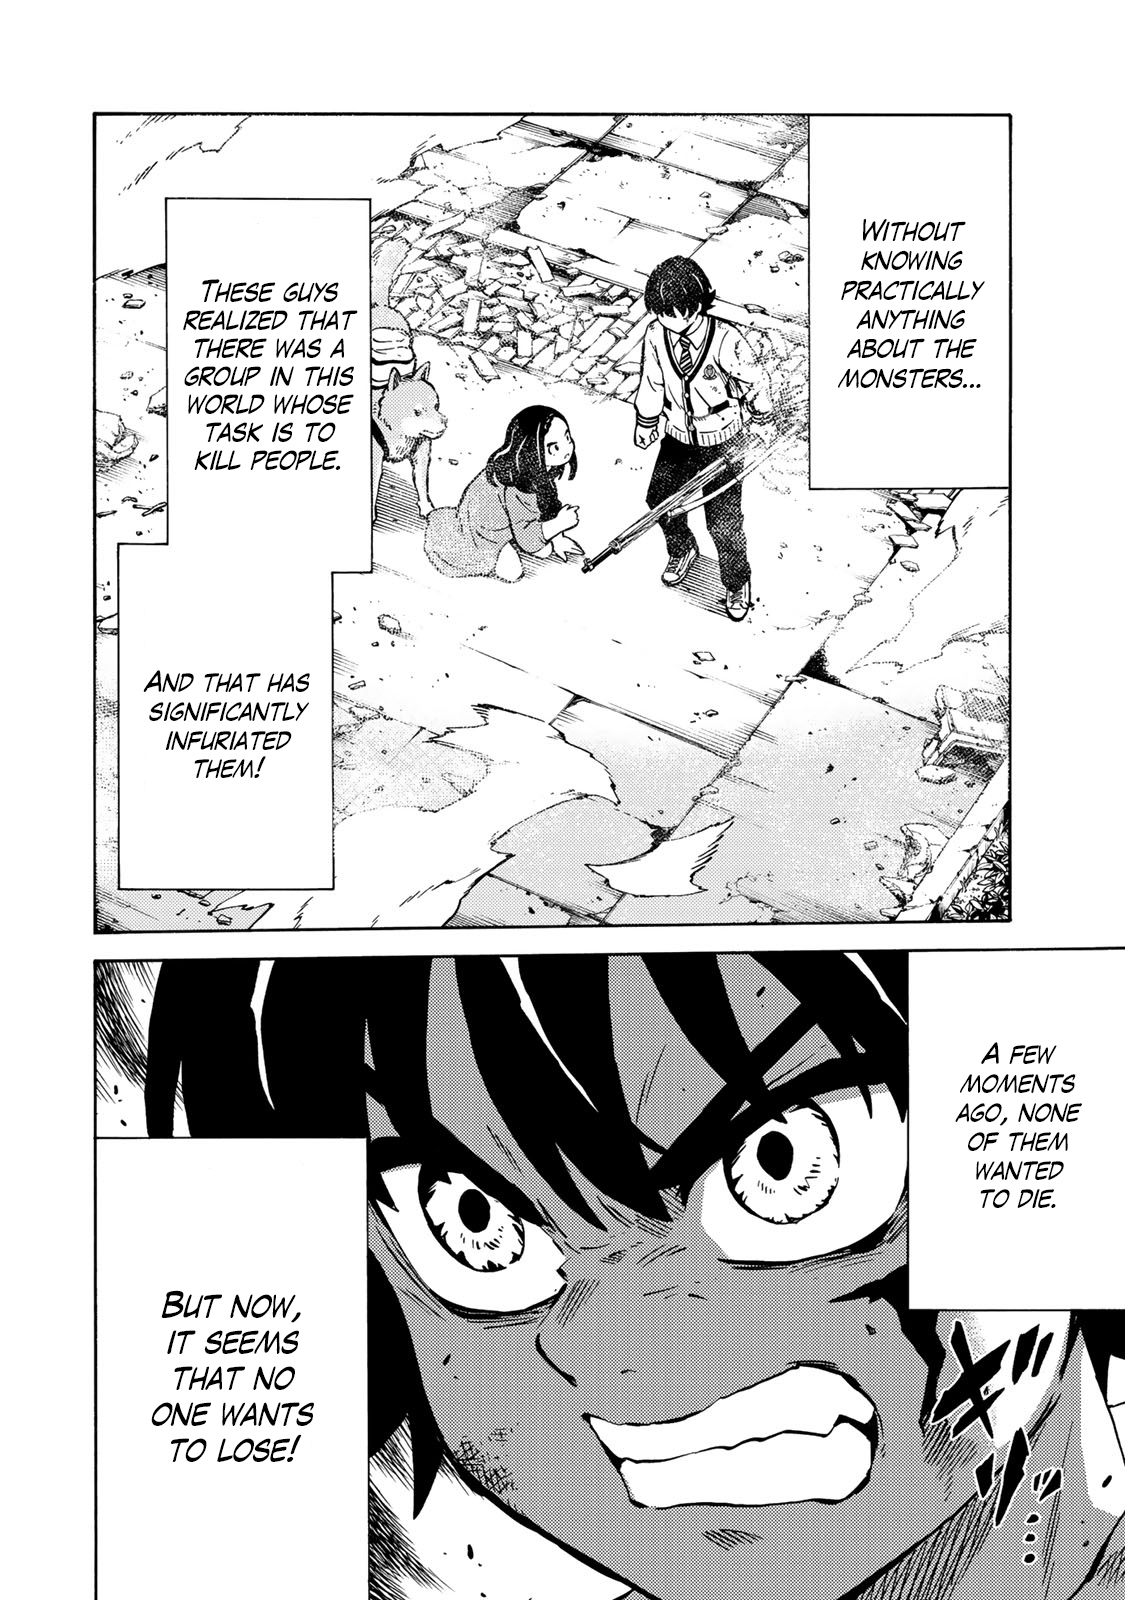 WITHOUT
KNOWING
PRACTICALLY
ANYTHING
ABOUT THE
MONSTERS...
THESE GUYS
REALIZED THAT
THERE WAS A
GROUP IN THIS
WORLD WHOSE
TASK IS TO
KILL PEOPLE.
AND THAT HAS
SIGNIFICANTLY
INFURIATED
THEM!
A FEW
MOMENTS
AGO, NONE
OF THEM
WANTED
TO DIE.
BUT NOW,
IT SEEMS
THAT NO
ONE WANTS
TO LOSE!